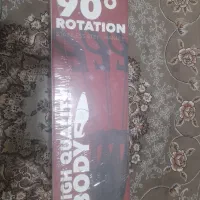 90°
ROTATION
HIGH QUALITY
BODY